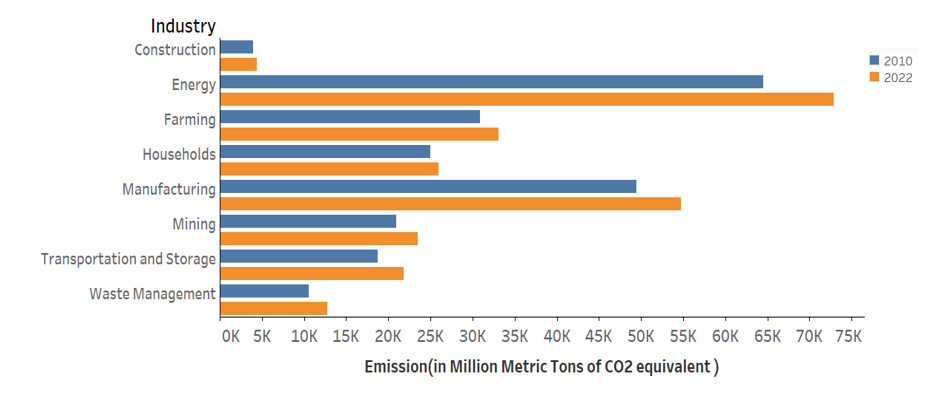 Industry
Construction
Energy
Farming
Households
Manufacturing
Mining
Transportation and Storage
Waste Management
0K 5K 10K 15K 20K 25K 30K 35K 40K 45K 50K 55K 60K 65K 70K 75K
Emission(in Million Metric Tons of CO2 equivalent )
2010
2022